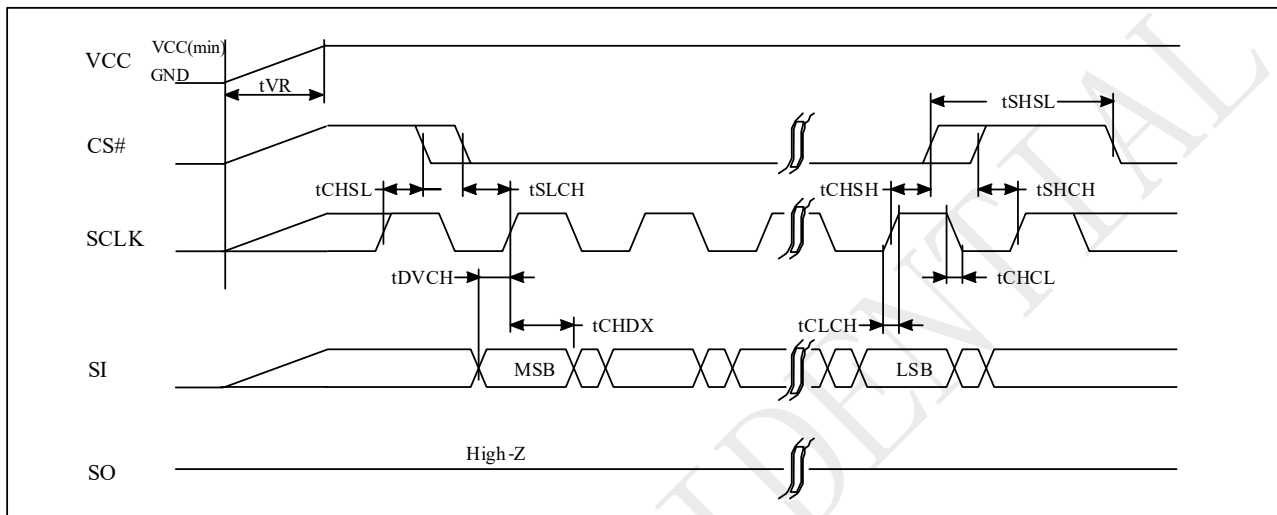 VCC
VCC(min)
GND
tVR
tSHSL
CS#
tCHSL
tSLCH
tCHSH
tSHCH
SCLK
tDVCH
tCHCL
tCHDX
tCLCH
SI
MSB
LSB
SO
High-Z
IDENTIAL